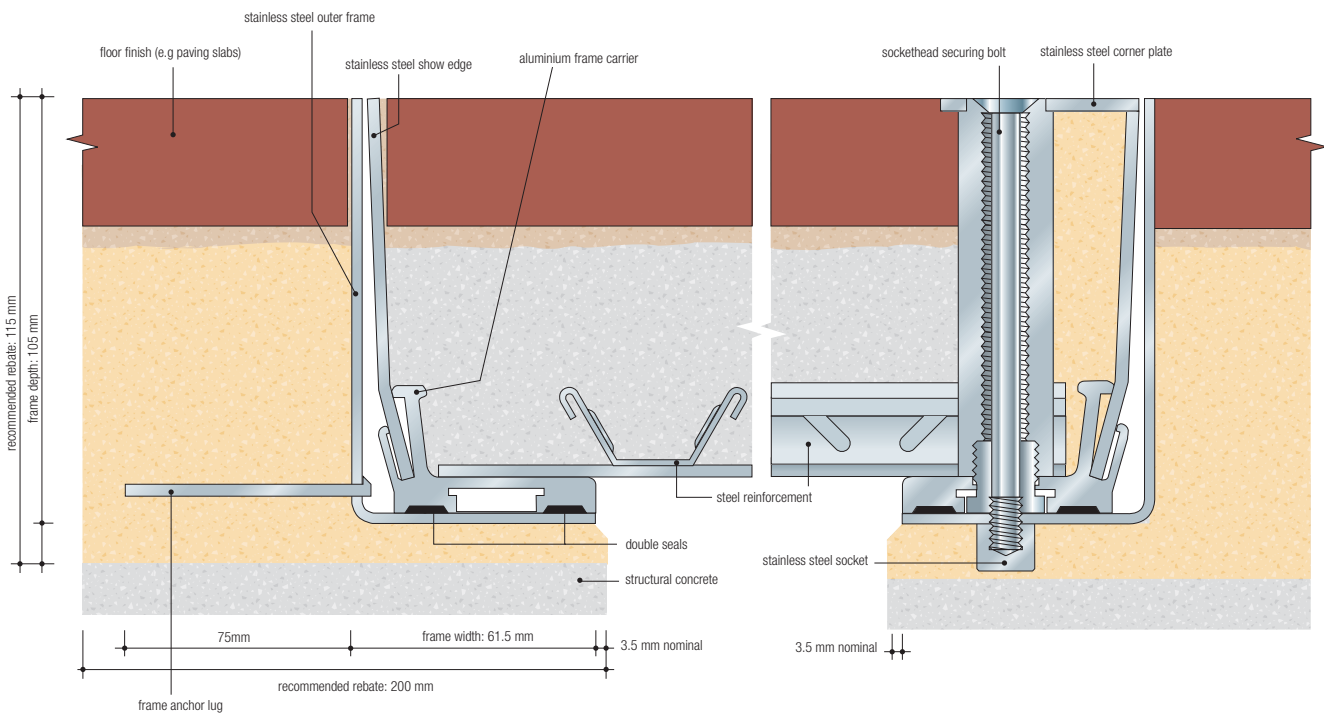 stainless steel outer frame
floor finish (e.g paving slabs)
stainless steel show edge
aluminium frame carrier
sockethead securing bolt
stainless steel corner plate
recommended rebate: 115 mm
frame depth: 105 mm
steel reinforcement
double seals
stainless steel socket
structural concrete
75mm
frame width: 61.5 mm
3.5 mm nominal
3.5 mm nominal
recommended rebate: 200 mm
frame anchor lug